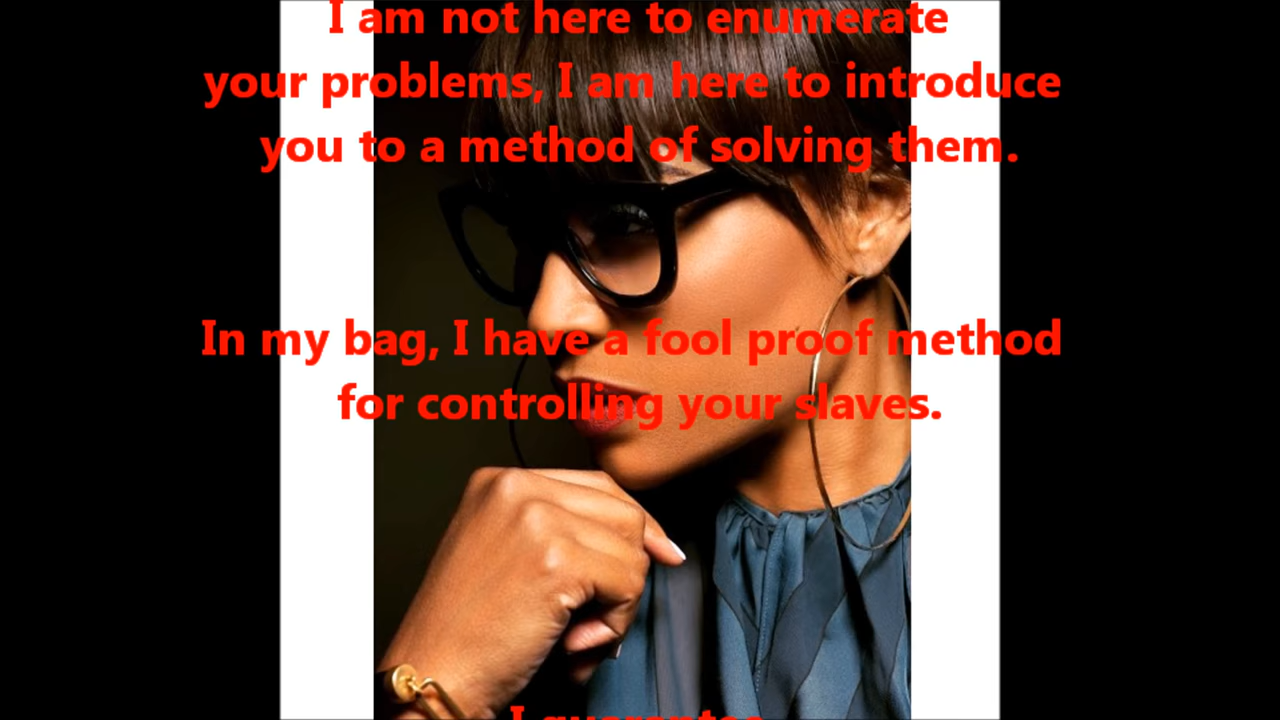 I am not here to enumerate
your problems, I am here to introduce
you to a method of solving them.
In my bag, I have a fool proof method
for controlling your slaves.
I guarantee